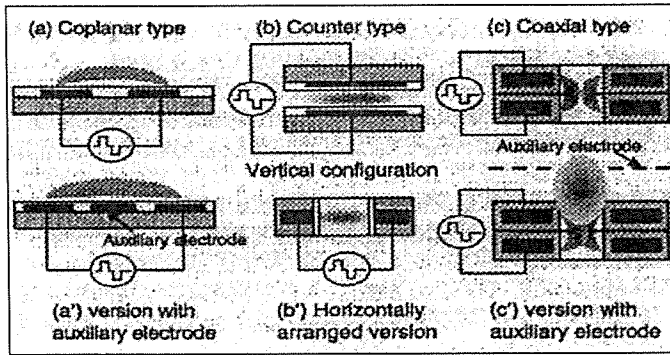 (a) Coplanar type
(b) Counter type
(c) Coaxial type
Vertical configuration
Auxiliary electrode
Auxiliary electrode
(a') version with
auxiliary electrode
(b') Horizontally
arranged version
(c') version with
auxiliary electrode